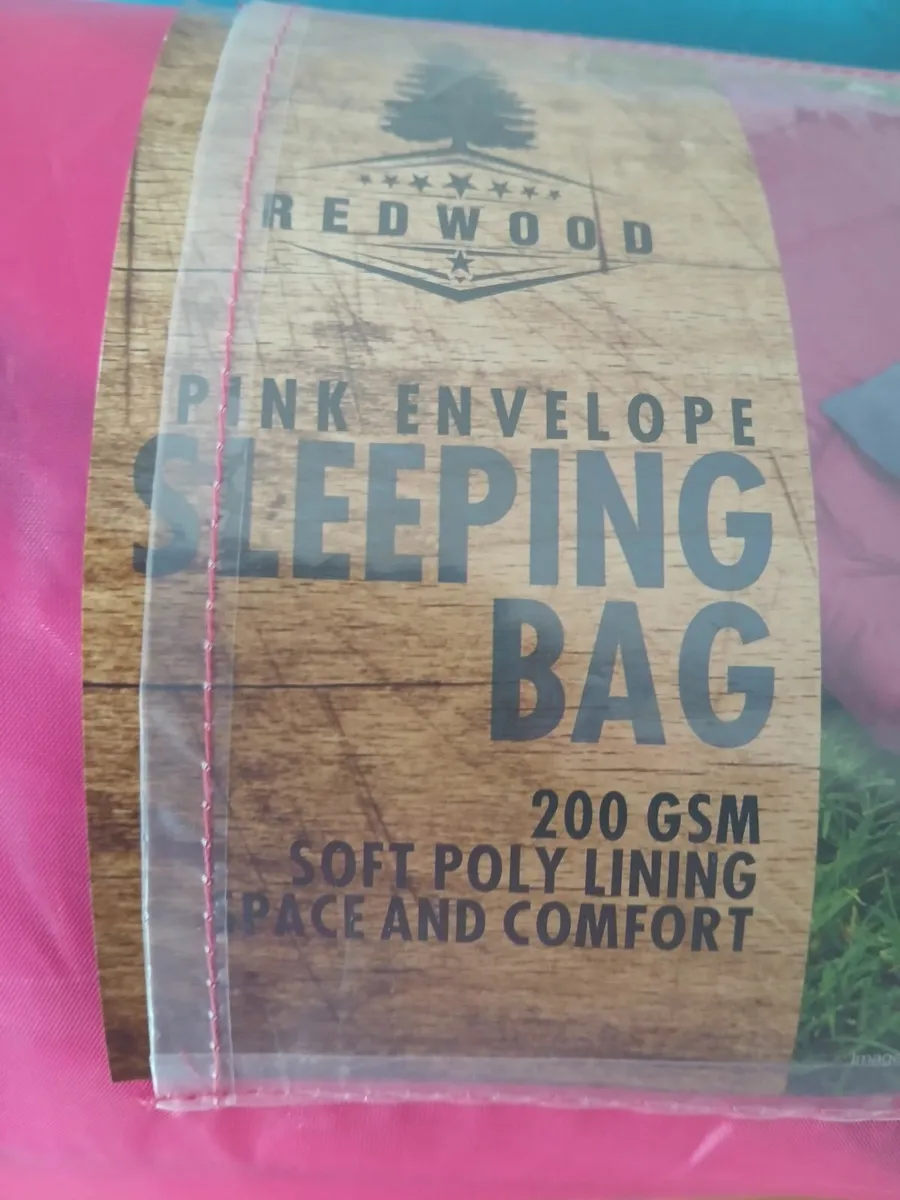 REDWOOD
PINK ENVELOPE
SLEEPING
BAG
200 GSM
SOFT POLY LINING
SPACE AND COMFORT